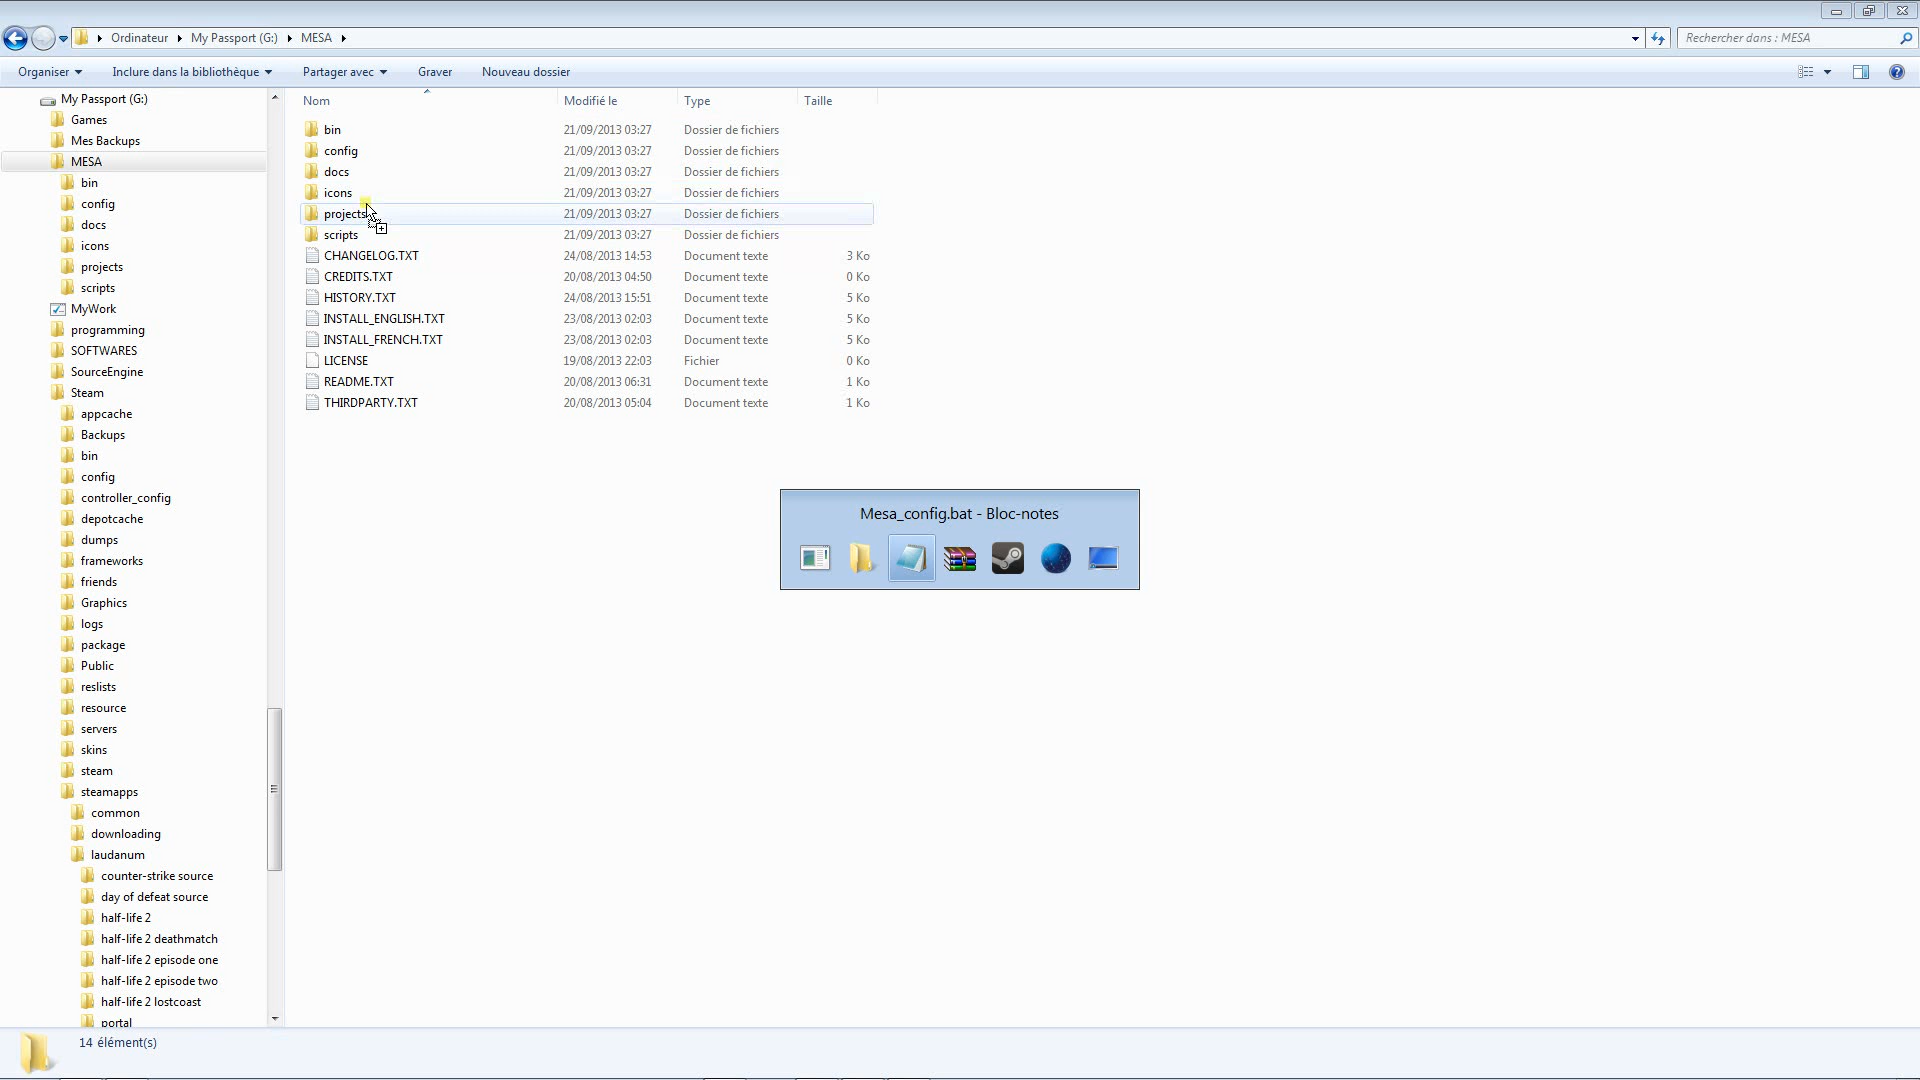 Ordinateur My Passport (G:) MESA
Rechercher dans : MESA
Organiser Inclure dans la bibliothèque Partager avec Graver Nouveau dossier
My Passport (G:)
Games
Mes Backups
MESA
bin
config
docs
icons
projects
scripts
MyWork
programming
SOFTWARES
SourceEngine
Steam
appcache
Backups
bin
config
controller_config
depotcache
dumps
frameworks
friends
Graphics
logs
package
Public
reslists
resource
servers
skins
steam
steamapps
common
downloading
laudanum
counter-strike source
day of defeat source
half-life 2
half-life 2 deathmatch
half-life 2 episode one
half-life 2 episode two
half-life 2 lostcoast
portal
Nom Modifié le Type Taille
bin 21/09/2013 03:27 Dossier de fichiers
config 21/09/2013 03:27 Dossier de fichiers
docs 21/09/2013 03:27 Dossier de fichiers
icons 21/09/2013 03:27 Dossier de fichiers
projects 21/09/2013 03:27 Dossier de fichiers
scripts 21/09/2013 03:27 Dossier de fichiers
CHANGELOG.TXT 24/08/2013 14:53 Document texte 3 Ko
CREDITS.TXT 20/08/2013 04:50 Document texte 0 Ko
HISTORY.TXT 24/08/2013 15:51 Document texte 5 Ko
INSTALL_ENGLISH.TXT 23/08/2013 02:03 Document texte 5 Ko
INSTALL_FRENCH.TXT 23/08/2013 02:03 Document texte 5 Ko
LICENSE 19/08/2013 22:03 Fichier 0 Ko
README.TXT 20/08/2013 06:31 Document texte 1 Ko
THIRDPARTY.TXT 20/08/2013 05:04 Document texte 1 Ko
Mesa_config.bat - Bloc-notes
14 élément(s)